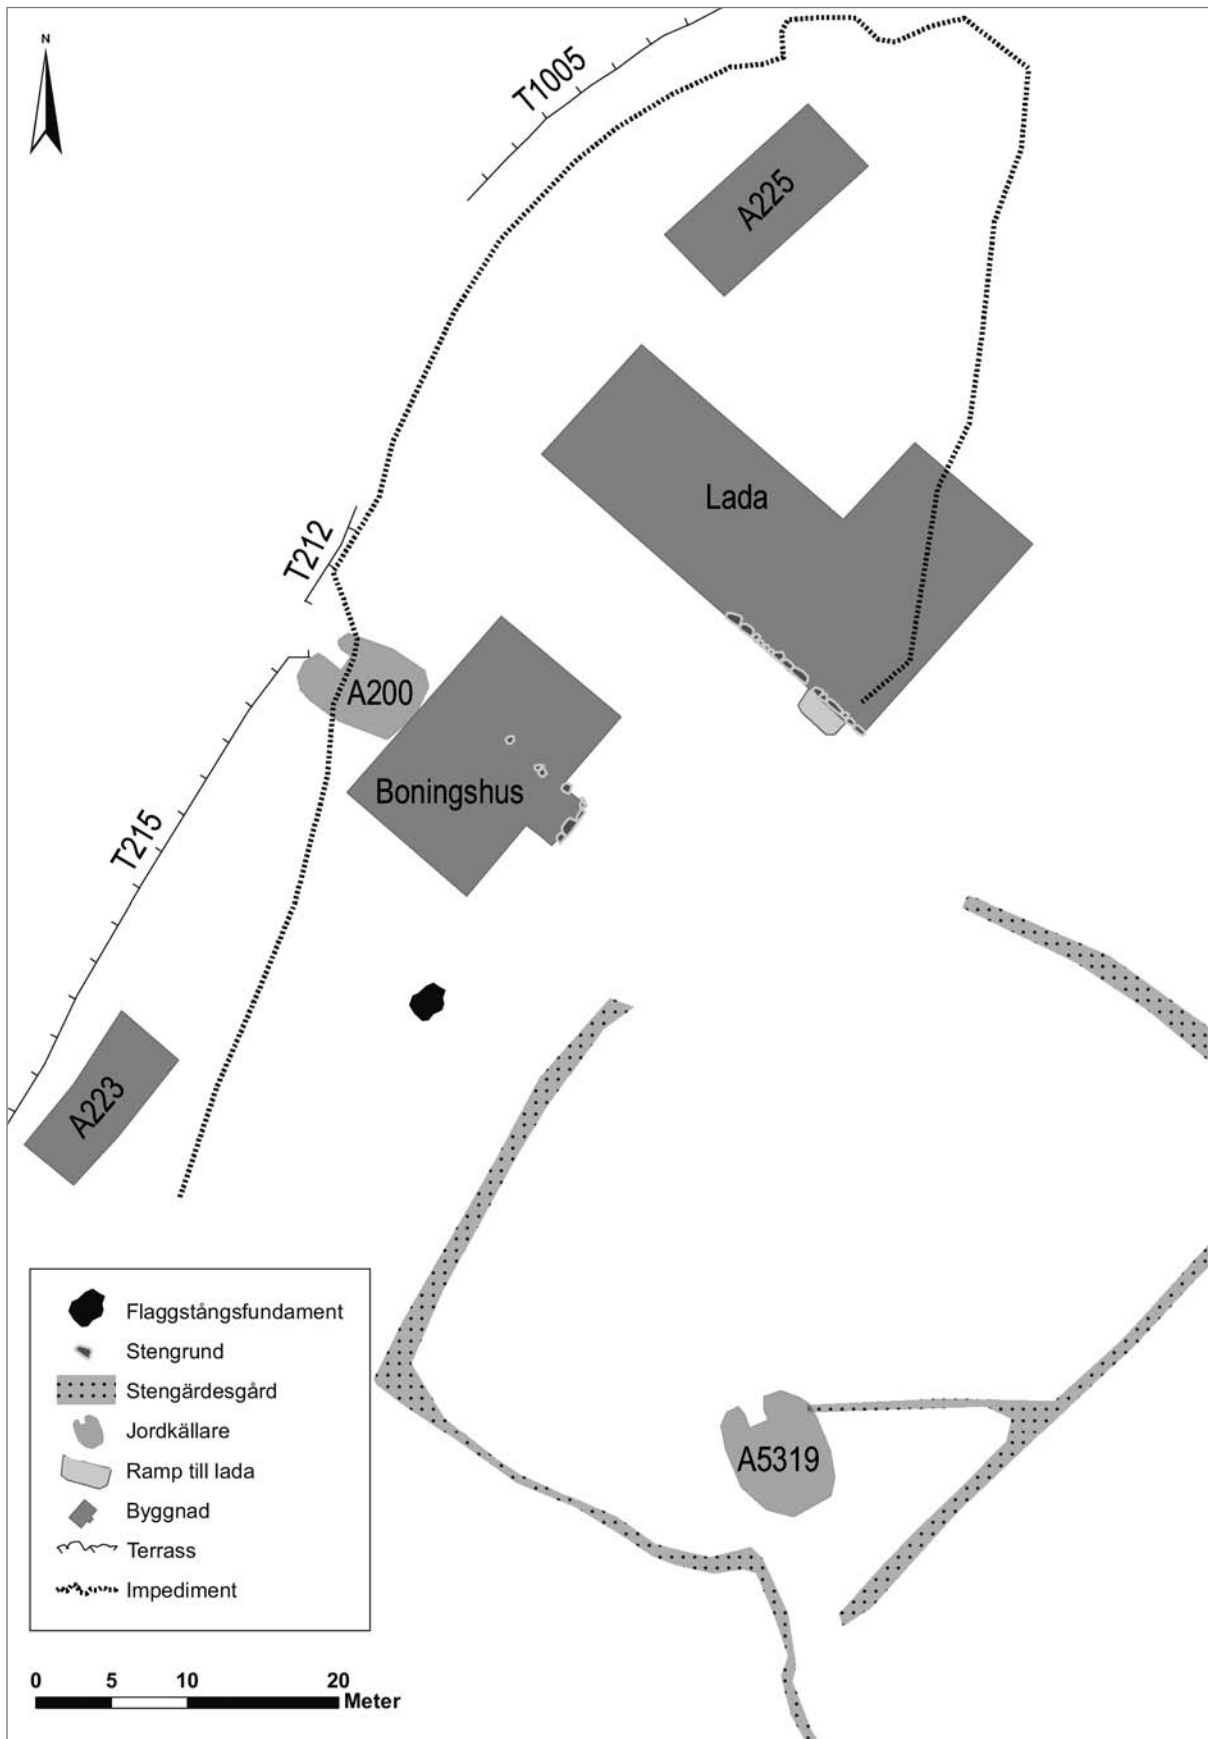 N
T1005
A225
Lada
T212
A200
Boningshus
T215
A223
A5319
Flaggstångsfundament
Stengrund
Stengärdesgård
Jordkällare
Ramp till lada
Byggnad
Terrass
Impediment
0 5 10 20
Meter